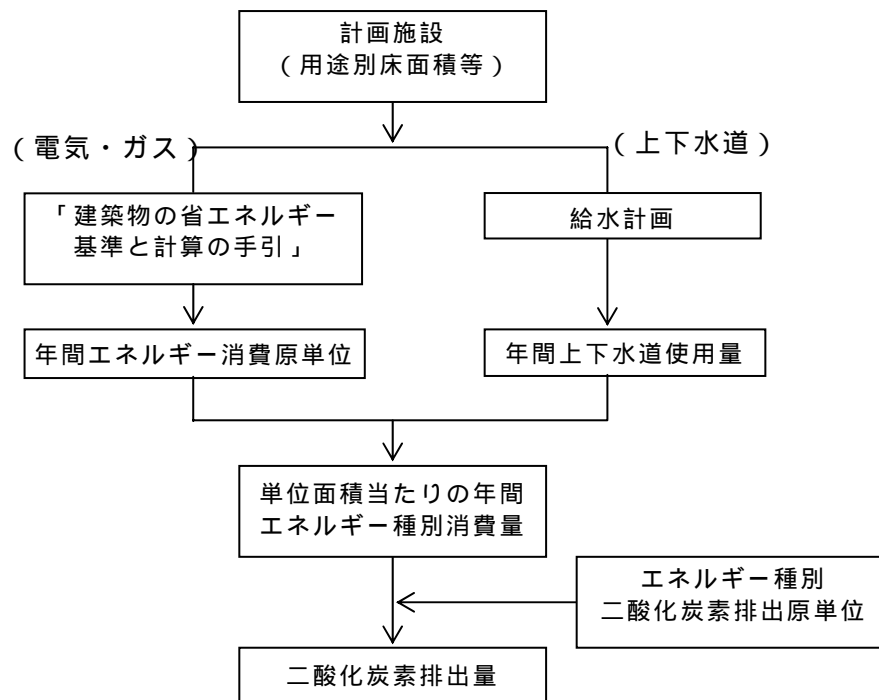 計画施設
(用途別床面積等)
(電気・ガス)
(上下水道)
「建築物の省エネルギー
基準と計算の手引」
給水計画
年間エネルギー消費原単位
年間上下水道使用量
単位面積当たりの年間
エネルギー種別消費量
エネルギー種別
二酸化炭素排出原単位
二酸化炭素排出量